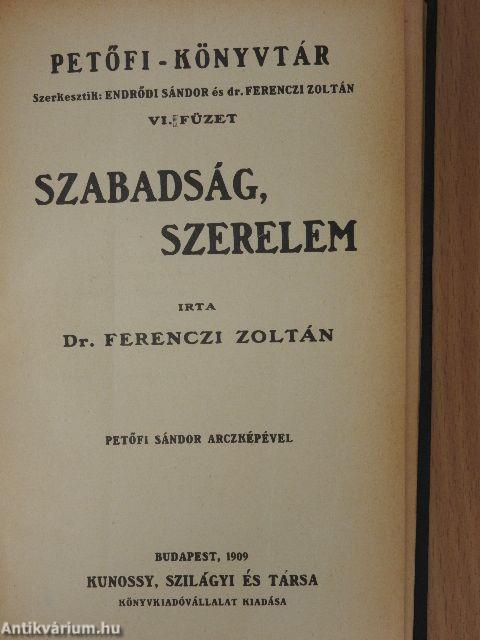 PETŐFI - KÖNYVTÁR
Szerkesztik: ENDRŐDI SÁNDOR és dr. FERENCZI ZOLTÁN
VI. FÜZET
SZABADSÁG,
SZERELEM
IRTA
Dr. FERENCZI ZOLTÁN
PETŐFI SÁNDOR ARCZKÉPÉVEL
BUDAPEST, 1909
KUNOSSY, SZILÁGYI ÉS TÁRSA
KÖNYVKIADÓVÁLLALAT KIADÁSA
Antikvárium.hu